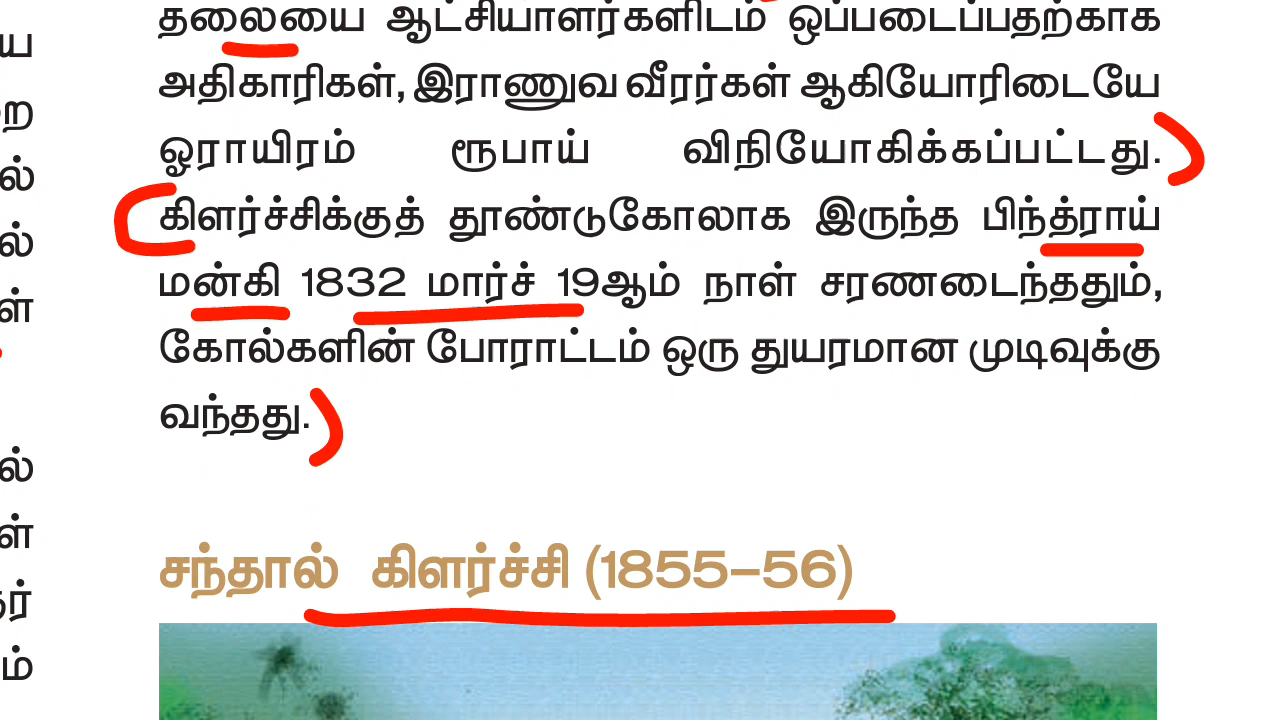 தலையை ஆட்சியாளர்களிடம் ஒப்படைப்பதற்காக
அதிகாரிகள், இராணுவ வீரர்கள் ஆகியோரிடையே
ஓராயிரம் ரூபாய் விநியோகிக்கப்பட்டது.
கிளர்ச்சிக்குத் தூண்டுகோலாக இருந்த பிந்த்ராய்
மன்கி 1832 மார்ச் 19ஆம் நாள் சரணடைந்ததும்,
கோல்களின் போராட்டம் ஒரு துயரமான முடிவுக்கு
வந்தது.
சந்தால் கிளர்ச்சி (1855–56)